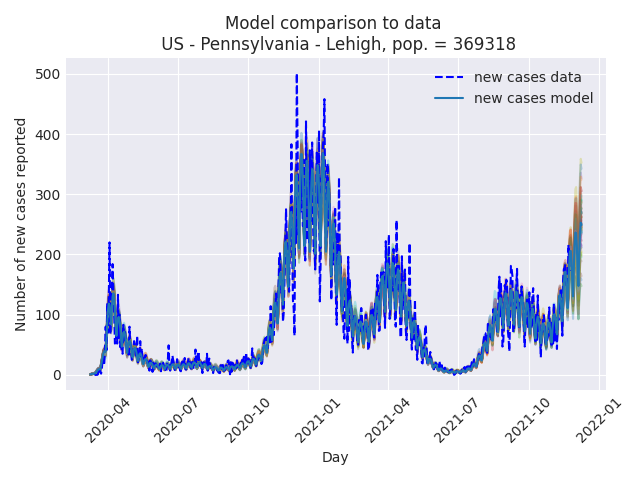 Model comparison to data
US - Pennsylvania - Lehigh, pop. = 369318
new cases data
new cases model
Number of new cases reported
500
400
300
200
100
0
2020-04
2020-07
2020-10
2021-01
2021-04
2021-07
2021-10
2022-01
Day